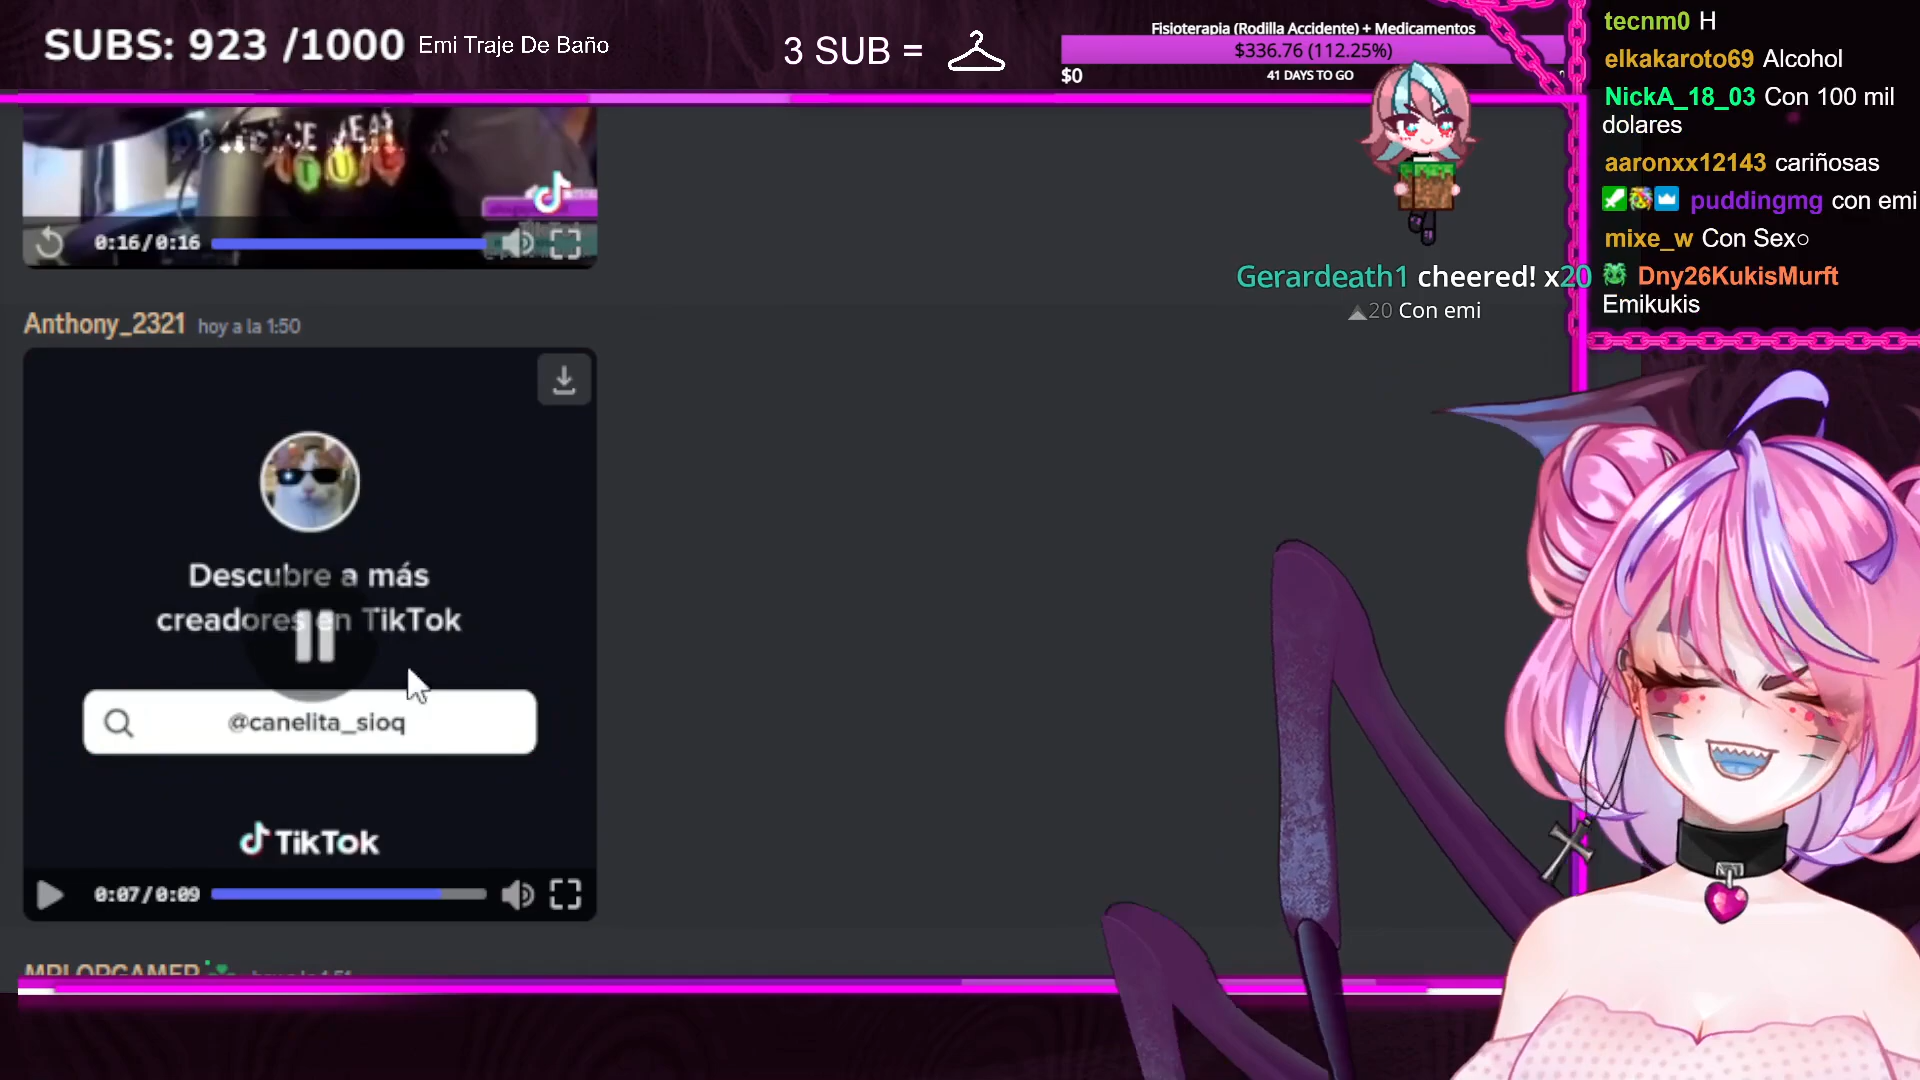 SUBS: 923 /1000 Emi Traje De Baño
3 SUB =
Fisioterapia (Rodilla Accidente) + Medicamentos
$336.76 (112.25%)
$0
41 DAYS TO GO
tecnm0 H
elkakaroto69 Alcohol
NickA_18_03 Con 100 mil
dolares
aaronxx12143 cariñosas
puddingmg con emi
mixe_w Con Sex○
Dny26KukisMurft
Emikukis
Gerardeath1 cheered! x20
20 Con emi
0:16/0:16
Anthony_2321 hoy a la 1:50
Descubre a más
creadores en TikTok
@canelita_sioq
TikTok
0:07/0:09